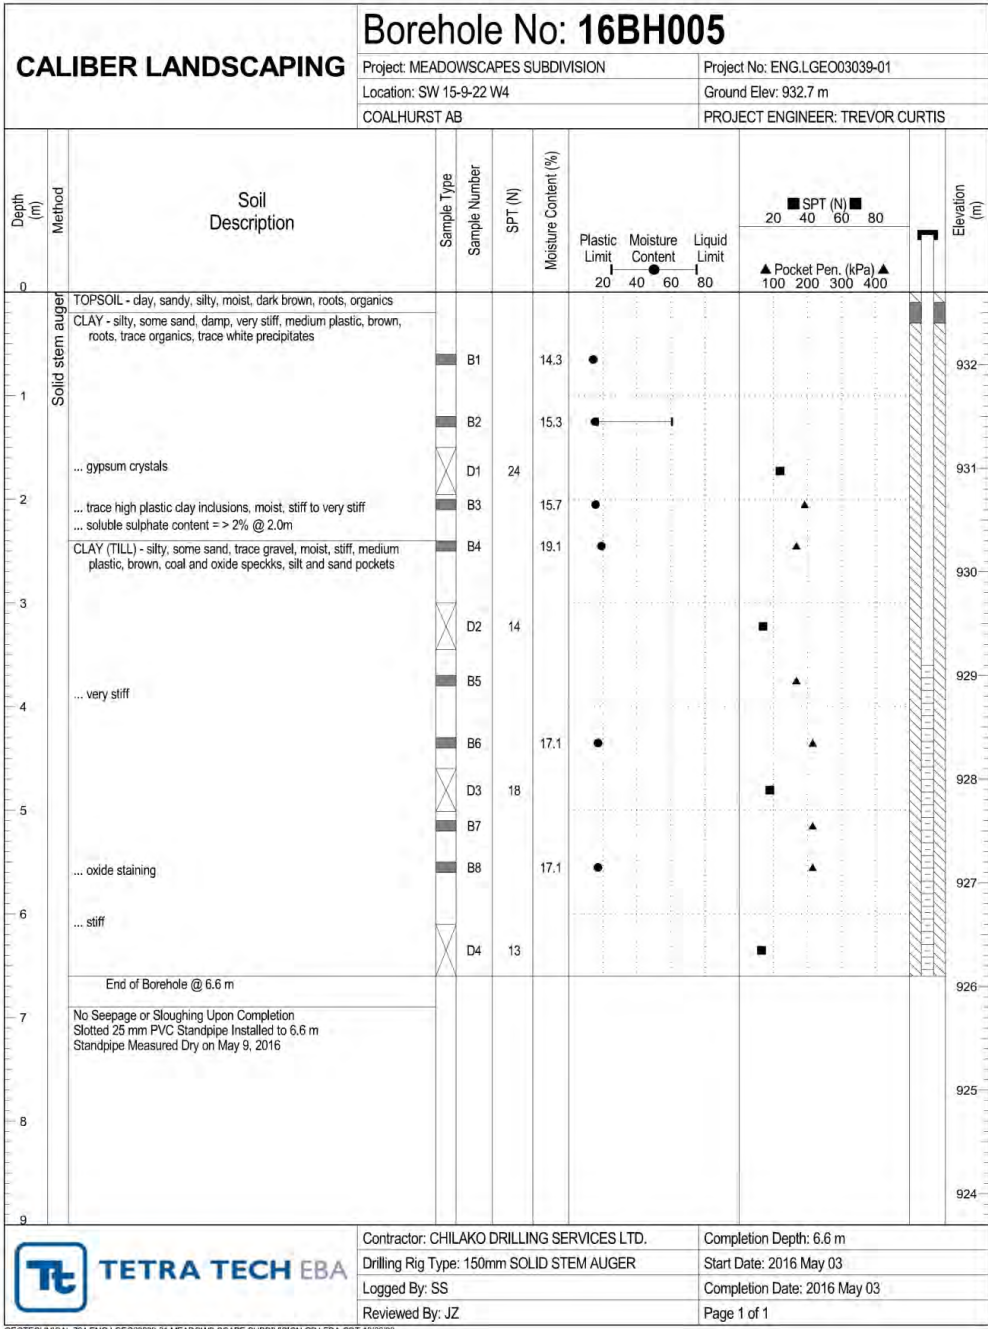 CALIBER LANDSCAPING
Borehole No: 16BH005
Project: MEADOWSCAPES SUBDIVISION
Project No: ENG.LGEO03039-01
Location: SW 15-9-22 W4
Ground Elev: 932.7 m
COALHURST AB
PROJECT ENGINEER: TREVOR CURTIS
Depth
(m)
Method
Soil
Description
Sample Type
Sample Number
SPT (N)
Moisture Content (%)
Plastic Moisture Liquid
Limit Content Limit
20 40 60 80
■ SPT (N) ■
20 40 60 80
▲ Pocket Pen. (kPa) ▲
100 200 300 400
Elevation
(m)
0
Solid stem auger
TOPSOIL - clay, sandy, silty, moist, dark brown, roots, organics
CLAY - silty, some sand, damp, very stiff, medium plastic, brown,
roots, trace organics, trace white precipitates
B1 14.3
932
1
B2 15.3
... gypsum crystals
D1 24
931
2
... trace high plastic clay inclusions, moist, stiff to very stiff
B3 15.7
... soluble sulphate content = > 2% @ 2.0m
CLAY (TILL) - silty, some sand, trace gravel, moist, stiff, medium
plastic, brown, coal and oxide speckks, silt and sand pockets
B4 19.1
930
3
D2 14
929
... very stiff
B5
4
B6 17.1
928
D3 18
5
B7
... oxide staining
B8 17.1
927
6
... stiff
D4 13
End of Borehole @ 6.6 m
926
7
No Seepage or Sloughing Upon Completion
Slotted 25 mm PVC Standpipe Installed to 6.6 m
Standpipe Measured Dry on May 9, 2016
925
8
924
9
Tt TETRA TECH EBA
Contractor: CHILAKO DRILLING SERVICES LTD.
Completion Depth: 6.6 m
Drilling Rig Type: 150mm SOLID STEM AUGER
Start Date: 2016 May 03
Logged By: SS
Completion Date: 2016 May 03
Reviewed By: JZ
Page 1 of 1